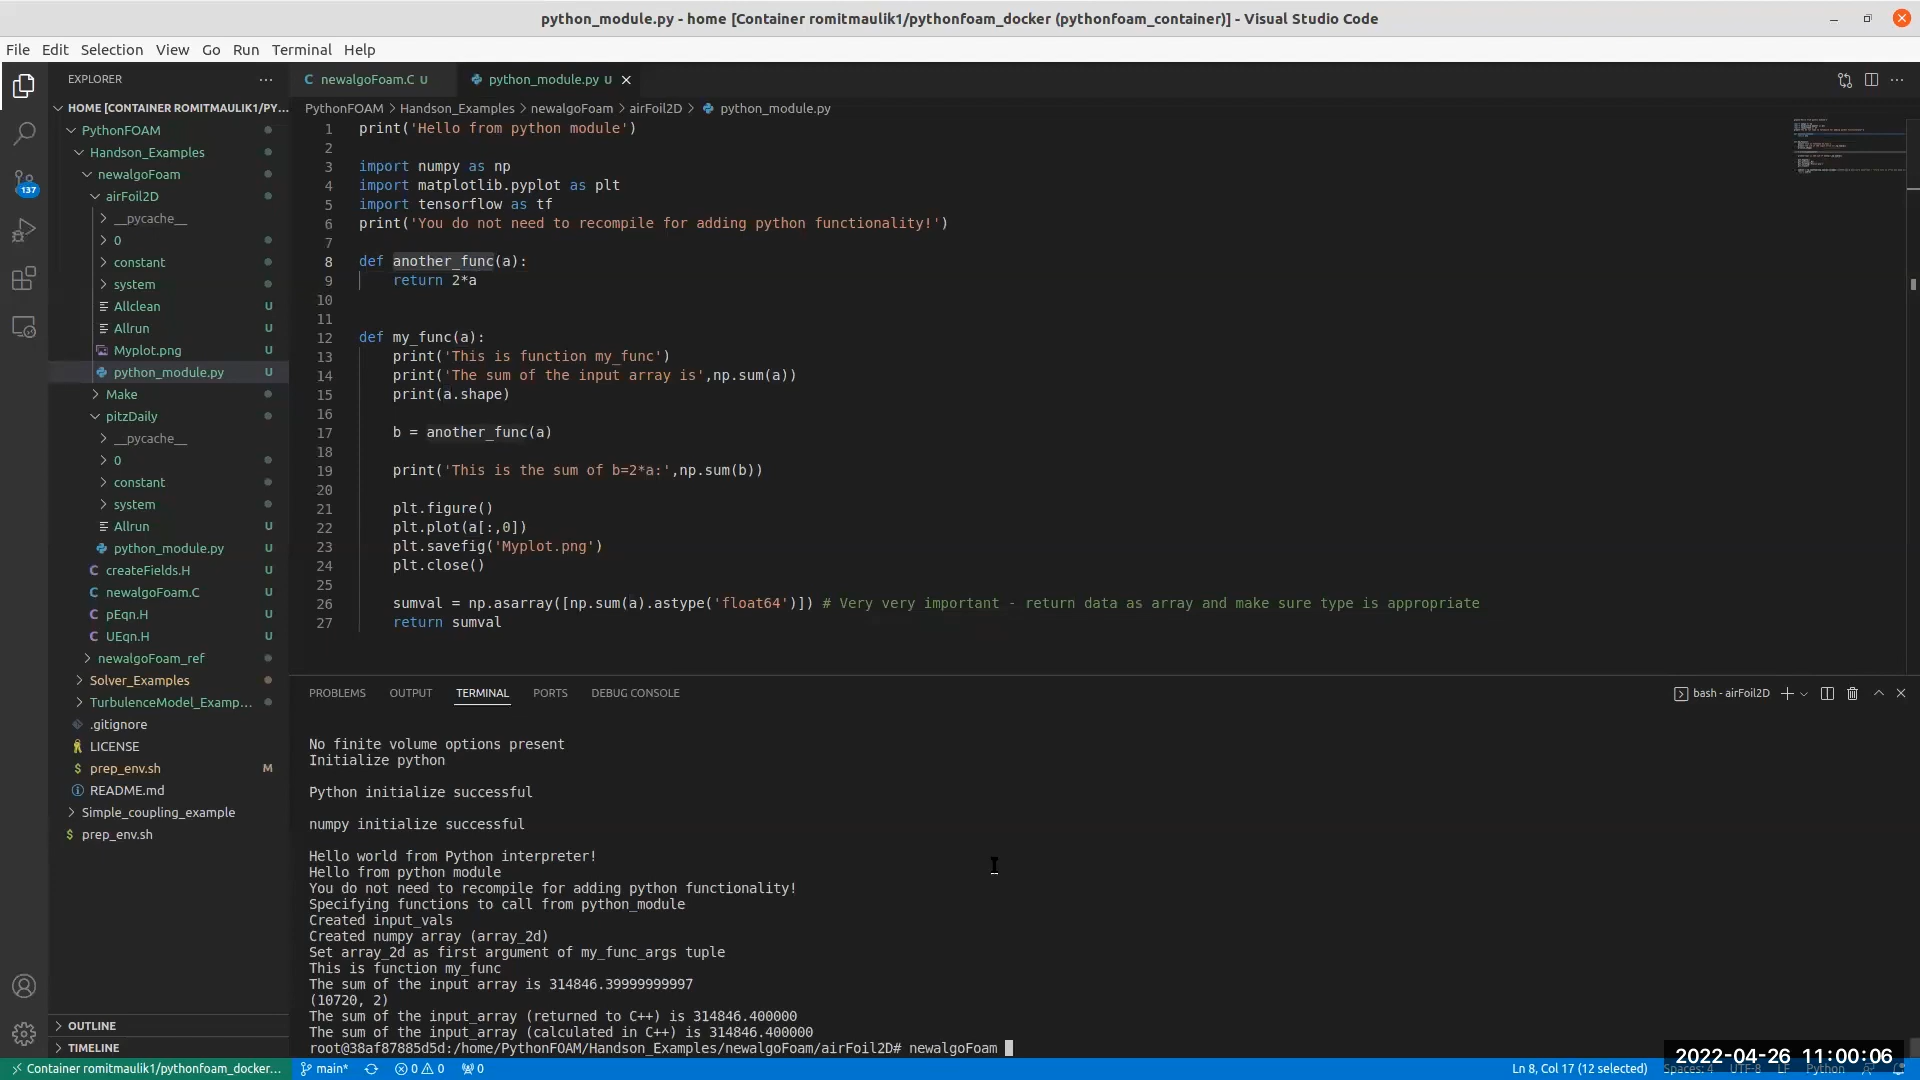 python_module.py - home [Container romitmaulik1/pythonfoam_docker (pythonfoam_container)] - Visual Studio Code
File Edit Selection View Go Run Terminal Help
EXPLORER
HOME [CONTAINER ROMITMAULIK1/PY...
PythonFOAM
Handson_Examples
newalgoFoam
airFoil2D
__pycache__
0
constant
system
Allclean U
Allrun U
Myplot.png U
python_module.py U
Make
pitzDaily
__pycache__
0
constant
system
Allrun U
python_module.py U
createFields.H U
newalgoFoam.C U
pEqn.H U
UEqn.H U
newalgoFoam_ref
Solver_Examples
TurbulenceModel_Examp...
.gitignore
LICENSE
prep_env.sh M
README.md
Simple_coupling_example
prep_env.sh
OUTLINE
TIMELINE
137
newalgoFoam.C U python_module.py U
PythonFOAM > Handson_Examples > newalgoFoam > airFoil2D > python_module.py
1 print('Hello from python module')
2
3 import numpy as np
4 import matplotlib.pyplot as plt
5 import tensorflow as tf
6 print('You do not need to recompile for adding python functionality!')
7
8 def another_func(a):
9 return 2*a
10
11
12 def my_func(a):
13 print('This is function my_func')
14 print('The sum of the input array is',np.sum(a))
15 print(a.shape)
16
17 b = another_func(a)
18
19 print('This is the sum of b=2*a:',np.sum(b))
20
21 plt.figure()
22 plt.plot(a[:,0])
23 plt.savefig('Myplot.png')
24 plt.close()
25
26 sumval = np.asarray([np.sum(a).astype('float64')]) # Very very important - return data as array and make sure type is appropriate
27 return sumval
PROBLEMS OUTPUT TERMINAL PORTS DEBUG CONSOLE
bash - airFoil2D
No finite volume options present
Initialize python
Python initialize successful
numpy initialize successful
Hello world from Python interpreter!
Hello from python module
You do not need to recompile for adding python functionality!
Specifying functions to call from python_module
Created input_vals
Created numpy array (array_2d)
Set array_2d as first argument of my_func_args tuple
This is function my_func
The sum of the input array is 314846.39999999997
(10720, 2)
The sum of the input_array (returned to C++) is 314846.400000
The sum of the input_array (calculated in C++) is 314846.400000
root@38af87885d5d:/home/PythonFOAM/Handson_Examples/newalgoFoam/airFoil2D# newalgoFoam
Container romitmaulik1/pythonfoam_docker... main* 0 0 0 Ln 8, Col 17 (12 selected) Spaces: 4 UTF-8 LF Python
2022-04-26 11:00:06